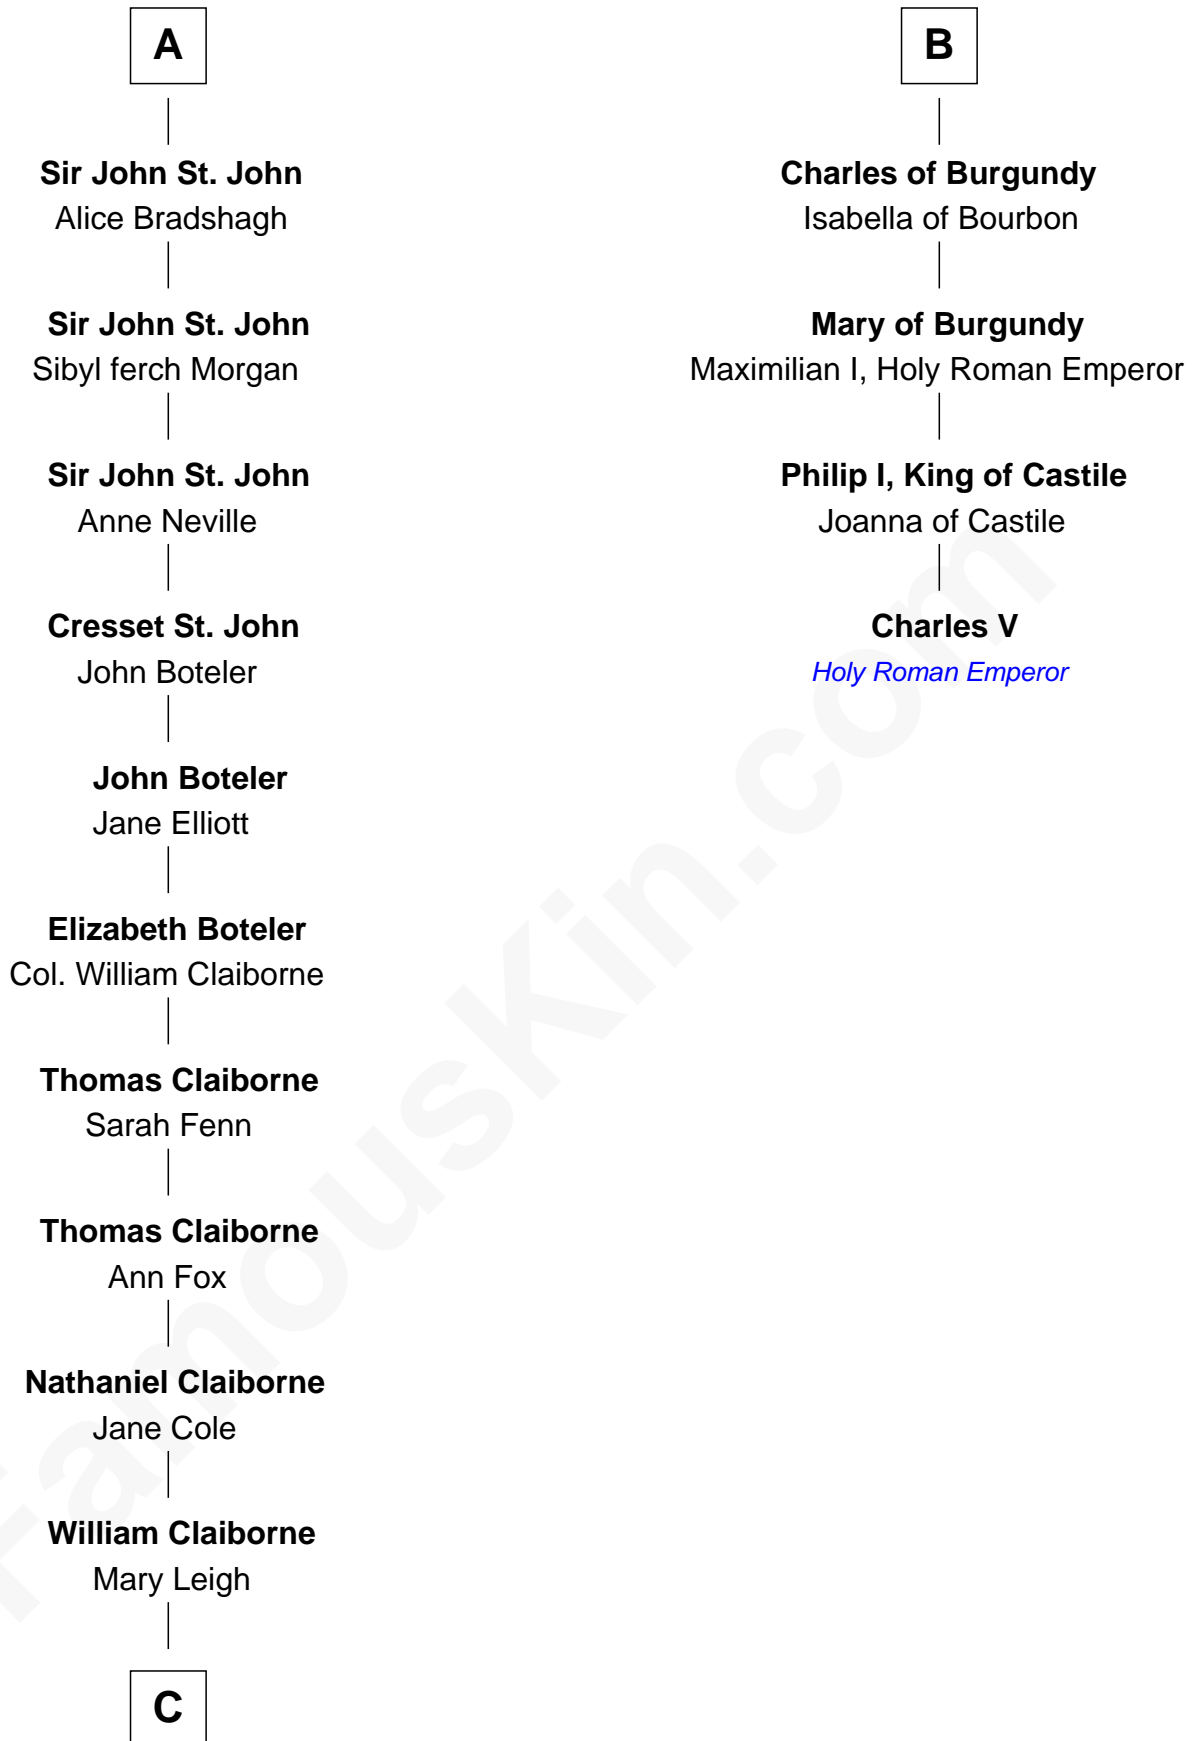 A
Sir John St. John
Alice Bradshagh
Sir John St. John
Sibyl ferch Morgan
Sir John St. John
Anne Neville
Cresset St. John
John Boteler
John Boteler
Jane Elliott
Elizabeth Boteler
Col. William Claiborne
Thomas Claiborne
Sarah Fenn
Thomas Claiborne
Ann Fox
Nathaniel Claiborne
Jane Cole
William Claiborne
Mary Leigh
C
B
Charles of Burgundy
Isabella of Bourbon
Mary of Burgundy
Maximilian I, Holy Roman Emperor
Philip I, King of Castile
Joanna of Castile
Charles V
Holy Roman Emperor
FamousKin.com